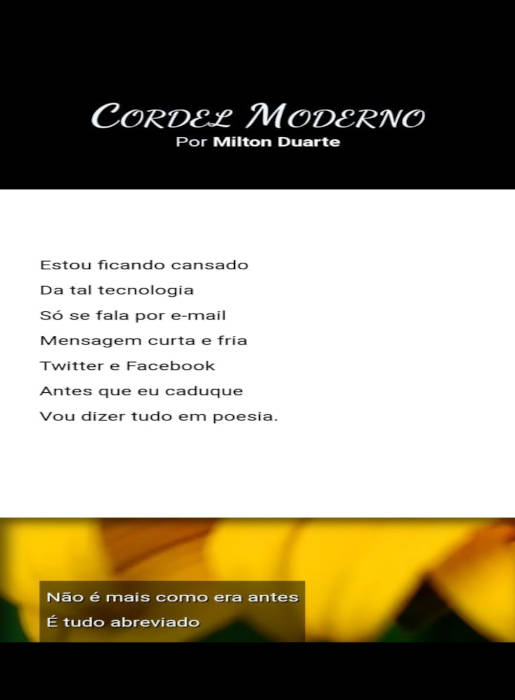 CORDEL MODERNO
Por Milton Duarte
Estou ficando cansado
Da tal tecnologia
Só se fala por e-mail
Mensagem curta e fria
Twitter e Facebook
Antes que eu caduque
Vou dizer tudo em poesia.
Não é mais como era antes
É tudo abreviado